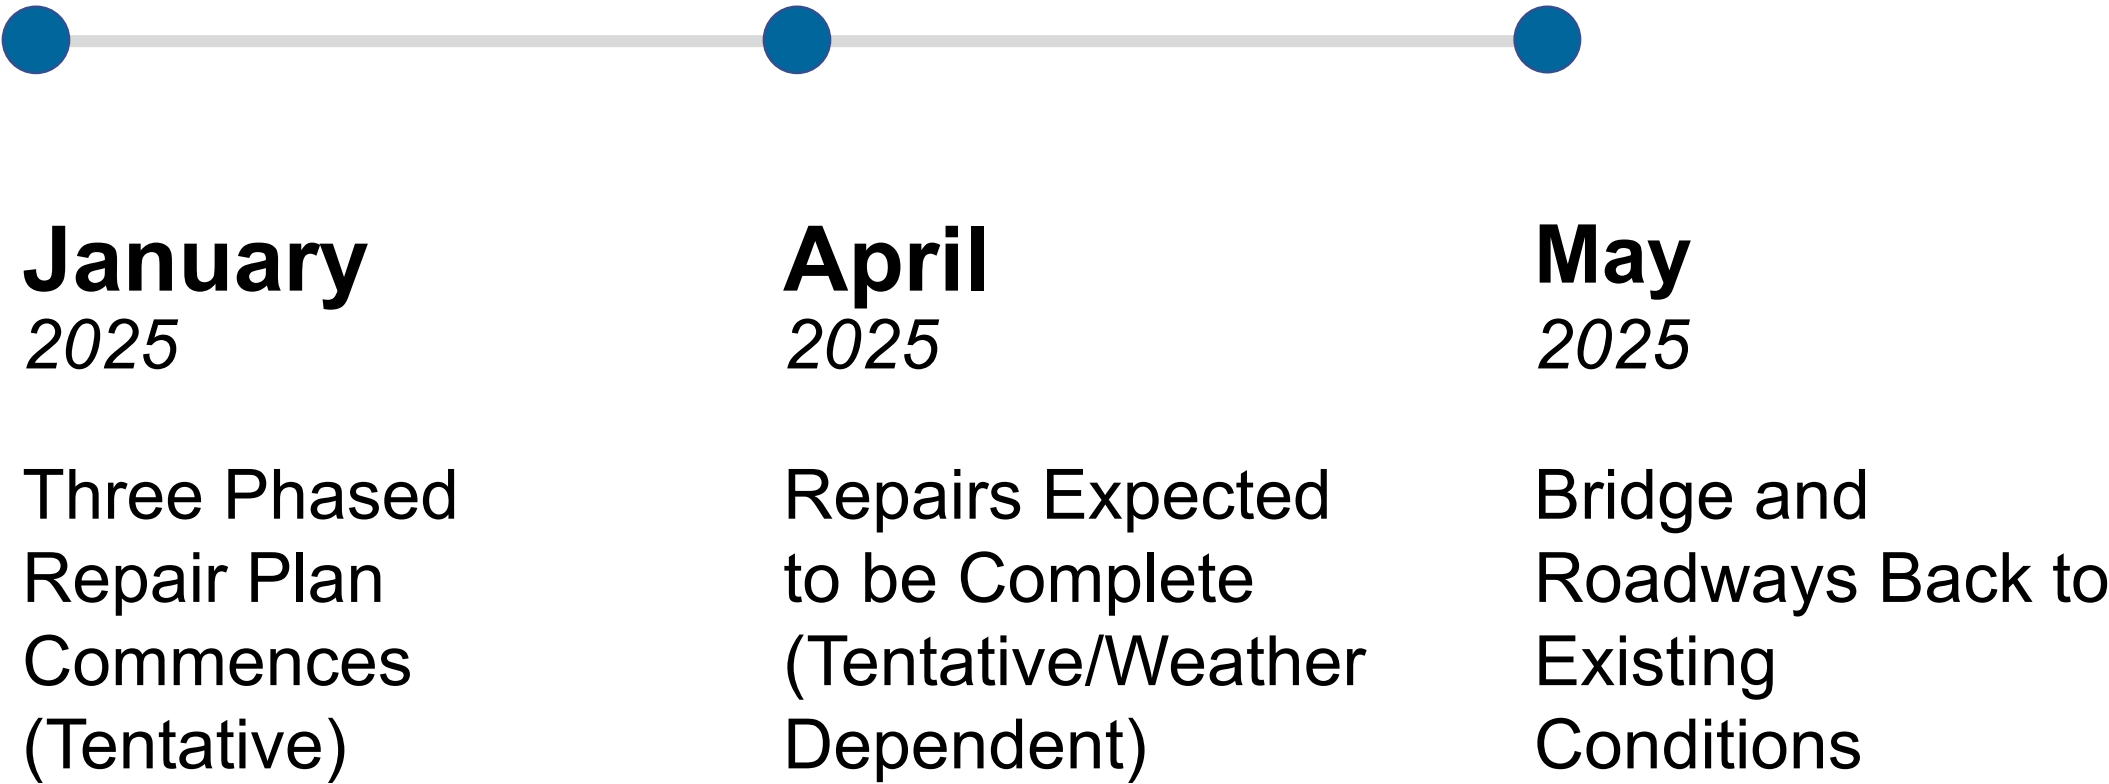 January
2025
Three Phased
Repair Plan
Commences
(Tentative)
April
2025
Repairs Expected
to be Complete
(Tentative/Weather
Dependent)
May
2025
Bridge and
Roadways Back to
Existing
Conditions